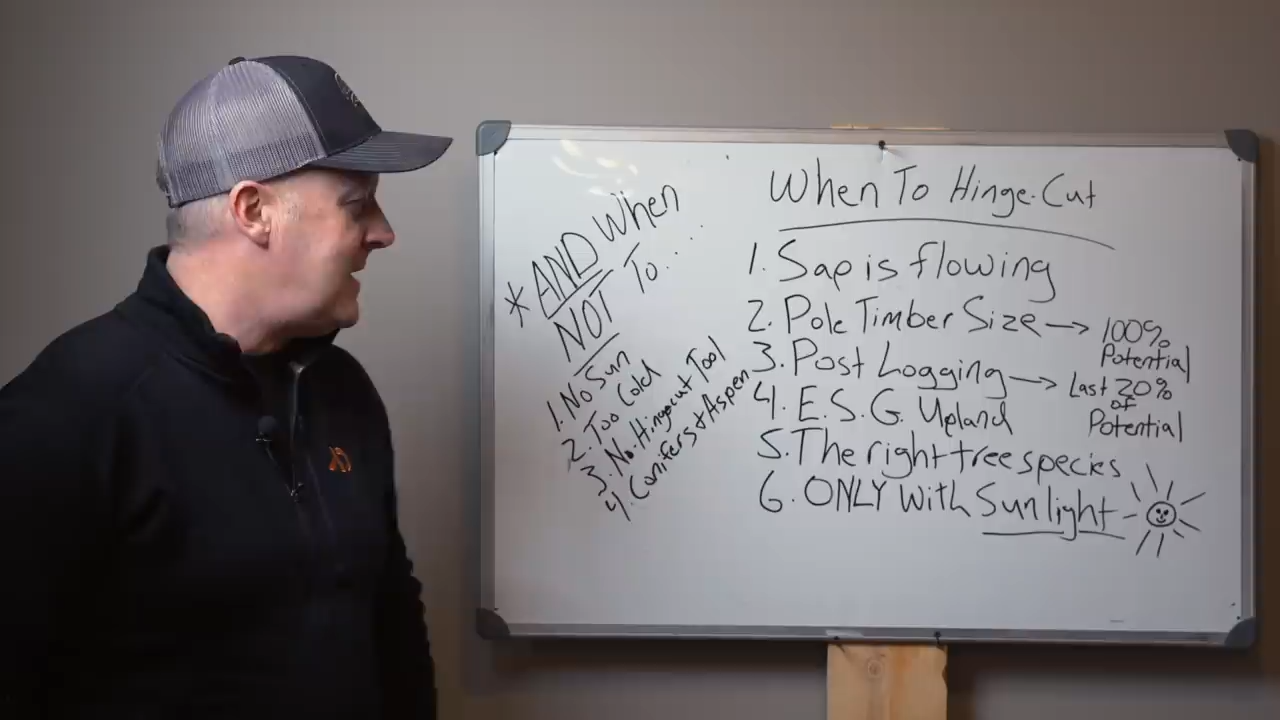 When To Hinge-Cut
1. Sap is flowing
2. Pole Timber Size → 100% Potential
3. Post Logging → Last 20% of Potential
4. E.S.G. Upland
5. The right tree species
6. ONLY With Sunlight
* AND When
NOT To...
1. No Sun
2. Too Cold
3. No Hingecut Tool
4. Conifers & Aspen